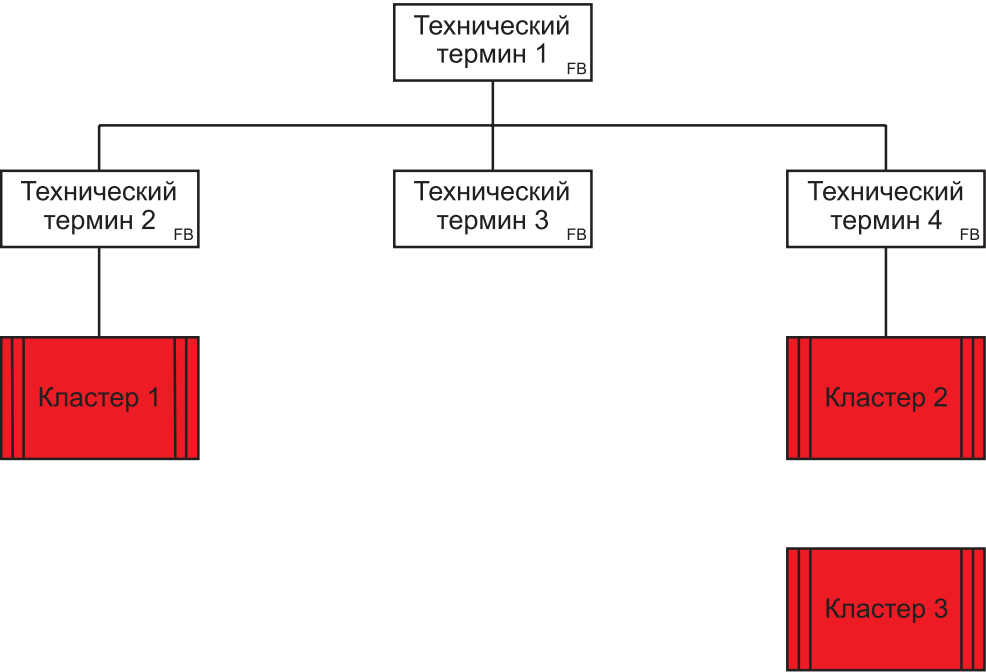 Технический
термин 1
FB
Технический
термин 2
FB
Технический
термин 3
FB
Технический
термин 4
FB
Кластер 1
Кластер 2
Кластер 3